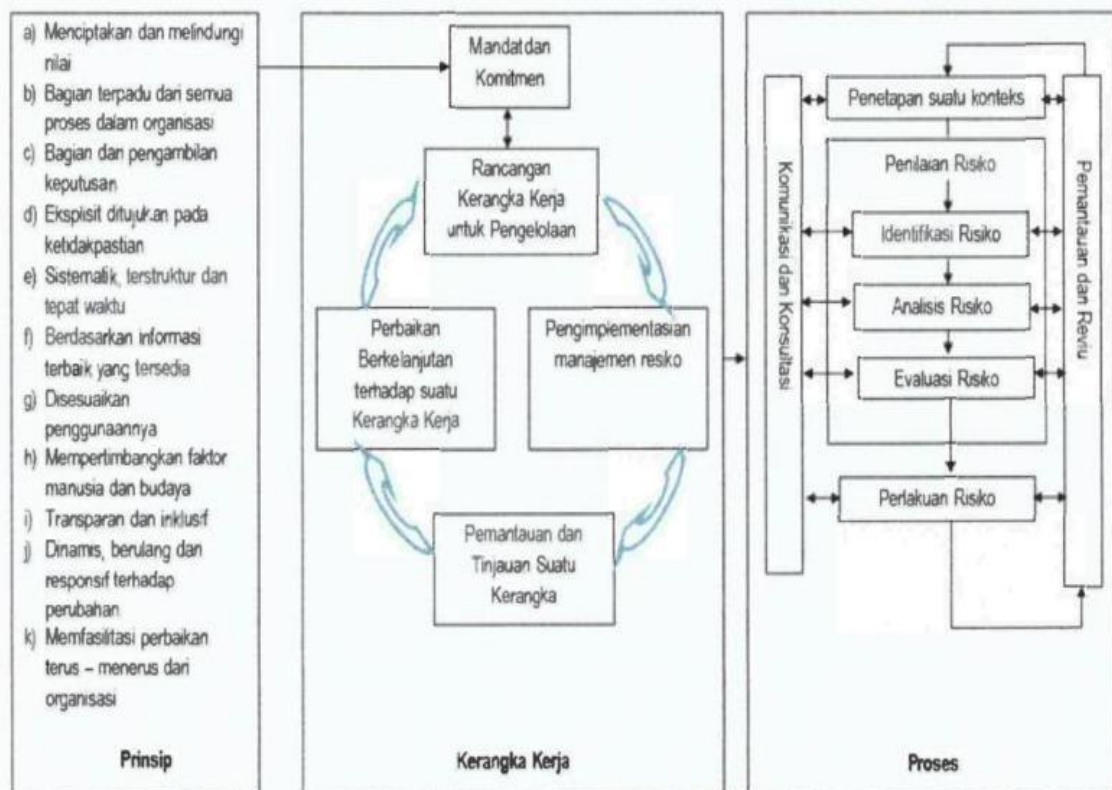 a) Menciptakan dan melindungi
nilai
b) Bagian terpadu dari semua
proses dalam organisasi
c) Bagian dari pengambilan
keputusan
d) Eksplisit ditujukan pada
ketidakpastian
e) Sistematik, terstruktur dan
tepat waktu
f) Berdasarkan informasi
terbaik yang tersedia
g) Disesuaikan
penggunaannya
h) Mempertimbangkan faktor
manusia dan budaya
i) Transparan dan inklusif
j) Dinamis, berulang dan
responsif terhadap
perubahan
k) Memfasilitasi perbaikan
terus – menerus dari
organisasi
Prinsip
Mandat dan
Komitmen
Rancangan
Kerangka Kerja
untuk Pengelolaan
Perbaikan
Berkelanjutan
terhadap suatu
Kerangka Kerja
Pengimplementasian
manajemen resiko
Pemantauan dan
Tinjauan Suatu
Kerangka
Kerangka Kerja
Komunikasi dan Konsultasi
Penetapan suatu konteks
Penilaian Risiko
Identifikasi Risiko
Analisis Risiko
Evaluasi Risiko
Perlakuan Risiko
Pemantauan dan Reviu
Proses